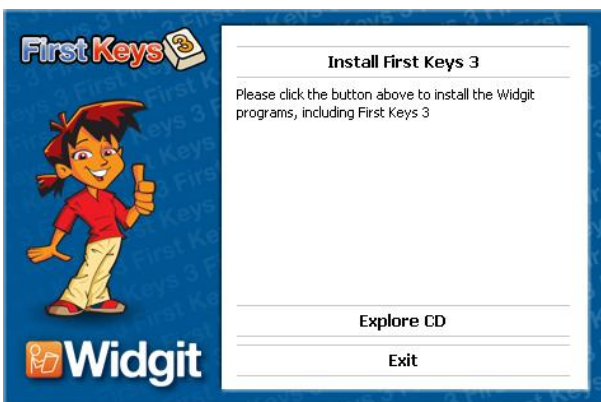 First Keys 3
Install First Keys 3
Please click the button above to install the Widgit
programs, including First Keys 3
Explore CD
Exit
Widgit